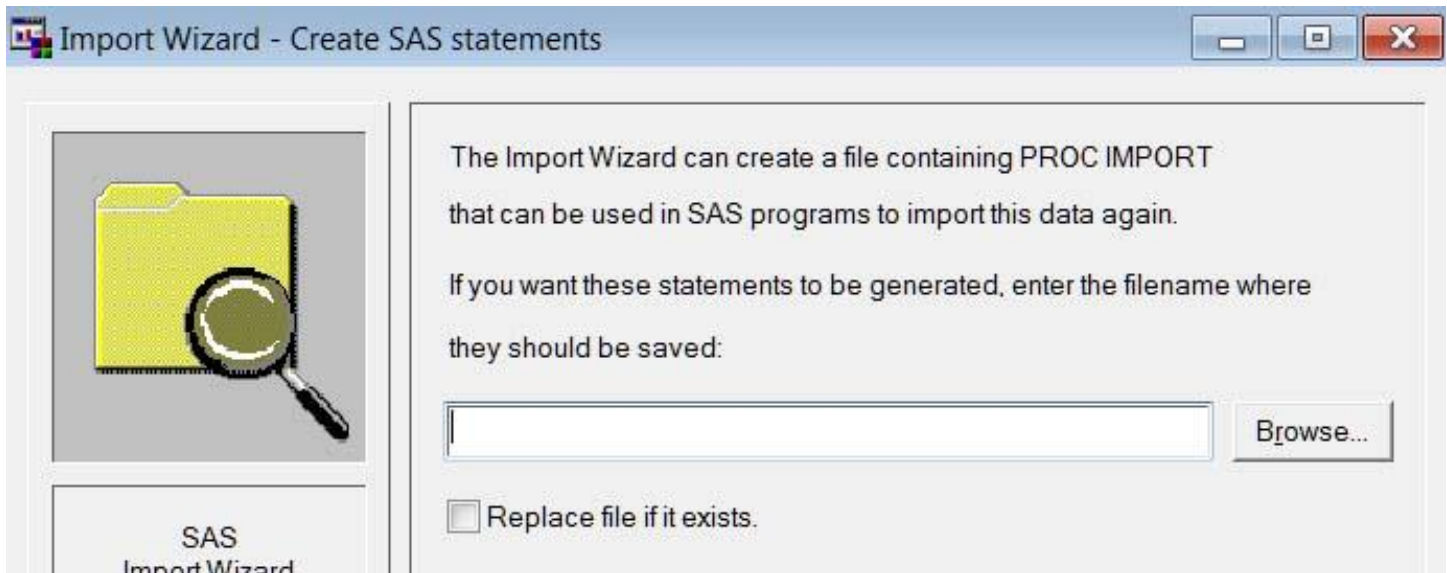 Import Wizard - Create SAS statements
The Import Wizard can create a file containing PROC IMPORT
that can be used in SAS programs to import this data again.
If you want these statements to be generated, enter the filename where
they should be saved:
Browse...
Replace file if it exists.
SAS
Import Wizard